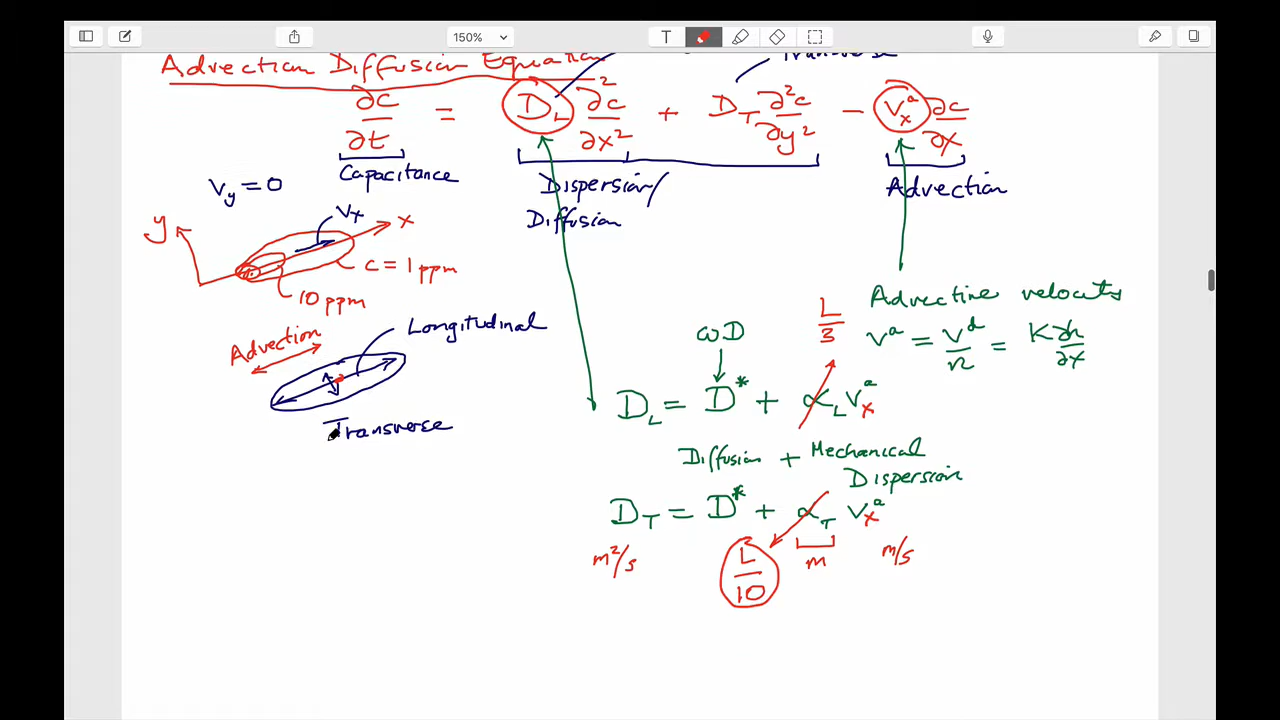 150%
T
Advection Diffusion Equation
Transverse
∂c/∂t = D_L ∂²c/∂x² + D_T ∂²c/∂y² − V_x^a ∂c/∂x
Capacitance
Dispersion/
Diffusion
Advection
V_y = 0
y
V_x
x
c = 1 ppm
10 ppm
Advection
Longitudinal
Transverse
Advective velocity
V^a = V^d/n = K ∂h/∂x
L/3
ωD
D_L = D* + α_L V_x^a
Diffusion + Mechanical
Dispersion
D_T = D* + α_T V_x^a
m²/s
L/10
m
m/s